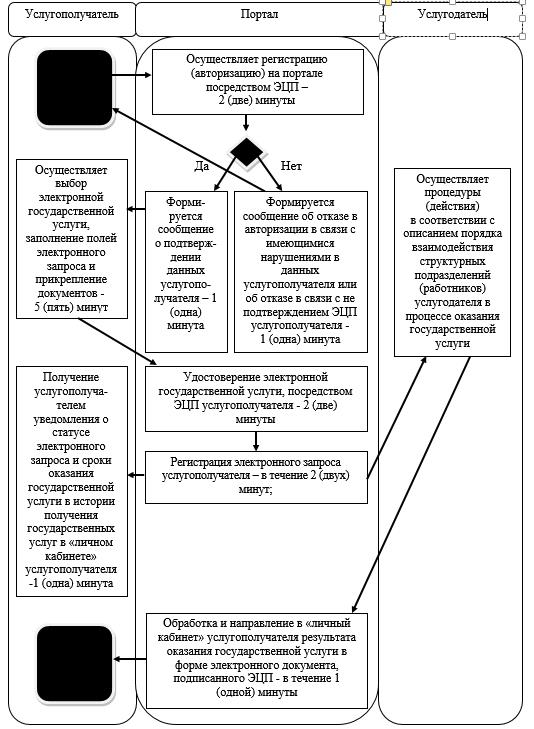 Услугополучатель
Портал
Услугодатель
Осуществляет регистрацию
(авторизацию) на портале
посредством ЭЦП –
2 (две) минуты
Да
Нет
Осуществляет
выбор
электронной
государственной
услуги,
заполнение полей
электронного
запроса и
прикрепление
документов -
5 (пять) минут
Форми-
руется
сообщение
о подтверж-
дении
данных
услугопо-
лучателя – 1
(одна)
минута
Формируется
сообщение об отказе в
авторизации в связи с
имеющимися
нарушениями в
данных
услугополучателя или
об отказе в связи с не
подтверждением ЭЦП
услугополучателя -
1 (одна) минута
Осуществляет
процедуры
(действия)
в соответствии с
описанием порядка
взаимодействия
структурных
подразделений
(работников)
услугодателя в
процессе оказания
государственной
услуги
Удостоверение электронной
государственной услуги, посредством
ЭЦП услугополучателя - 2 (две)
минуты
Получение
услугополуча-
телем
уведомления о
статусе
электронного
запроса и сроки
оказания
государственной
услуги в истории
получения
государственных
услуг в «личном
кабинете»
услугополучателя
-1 (одна) минута
Регистрация электронного запроса
услугополучателя – в течение 2 (двух)
минут;
Обработка и направление в «личный
кабинет» услугополучателя результата
оказания государственной услуги в
форме электронного документа,
подписанного ЭЦП - в течение 1
(одной) минуты